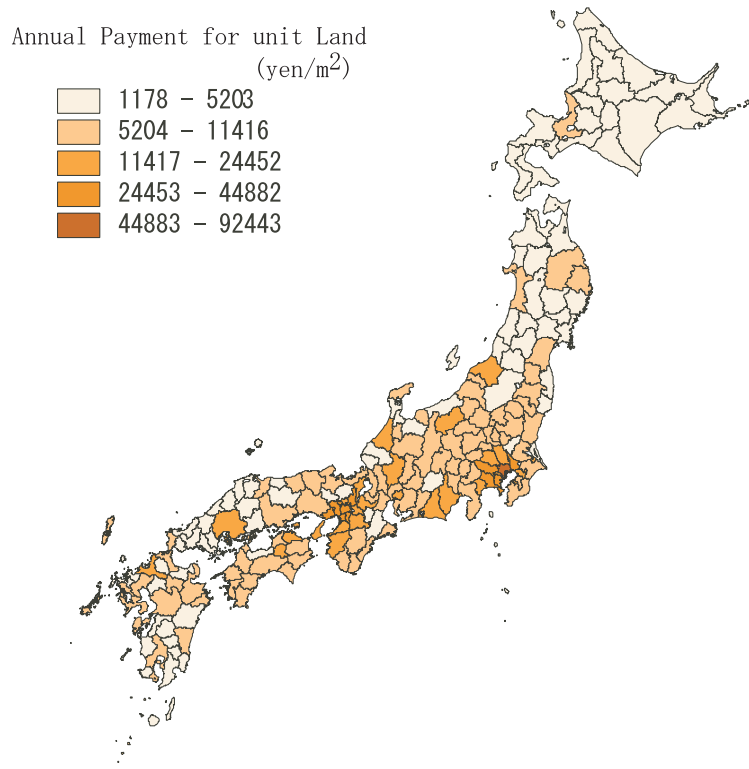 Annual Payment for unit Land
(yen/m²)
1178 - 5203
5204 - 11416
11417 - 24452
24453 - 44882
44883 - 92443